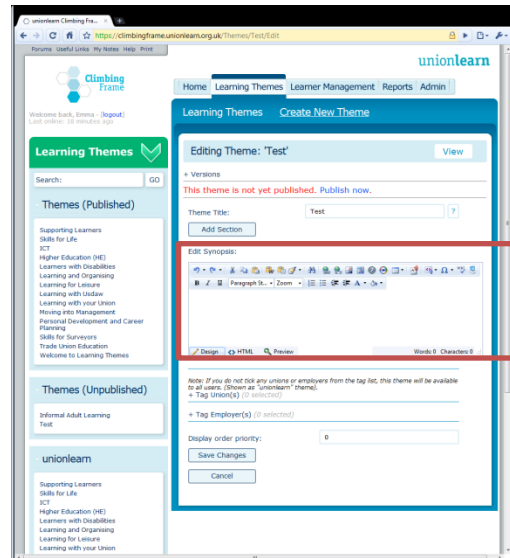 unionlearn Climbing Fra...
https://climbingframe.unionlearn.org.uk/Themes/Test/Edit
Forums Useful Links My Notes Help Print
unionlearn
Climbing
Frame
Home Learning Themes Learner Management Reports Admin
Welcome back, Emma - [logout]
Last online: 18 minutes ago
Learning Themes Create New Theme
Learning Themes
Search: GO
Themes (Published)
Supporting Learners
Skills for Life
ICT
Higher Education (HE)
Learners with Disabilities
Learning and Organising
Learning for Leisure
Learning with Usdaw
Learning with your Union
Moving into Management
Personal Development and Career
Planning
Skills for Surveyors
Trade Union Education
Welcome to Learning Themes
Themes (Unpublished)
Informal Adult Learning
Test
unionlearn
Supporting Learners
Skills for Life
ICT
Higher Education (HE)
Learners with Disabilities
Learning and Organising
Learning for Leisure
Learning with your Union
Editing Theme: 'Test' View
+ Versions
This theme is not yet published. Publish now.
Theme Title: Test ?
Add Section
Edit Synopsis:
B I U Paragraph St... Zoom
Design HTML Preview Words: 0 Characters: 0
Note: If you do not tick any unions or employers from the tag list, this theme will be available
to all users. (Shown as "unionlearn" theme).
+ Tag Union(s) (0 selected)
+ Tag Employer(s) (0 selected)
Display order priority: 0
Save Changes
Cancel